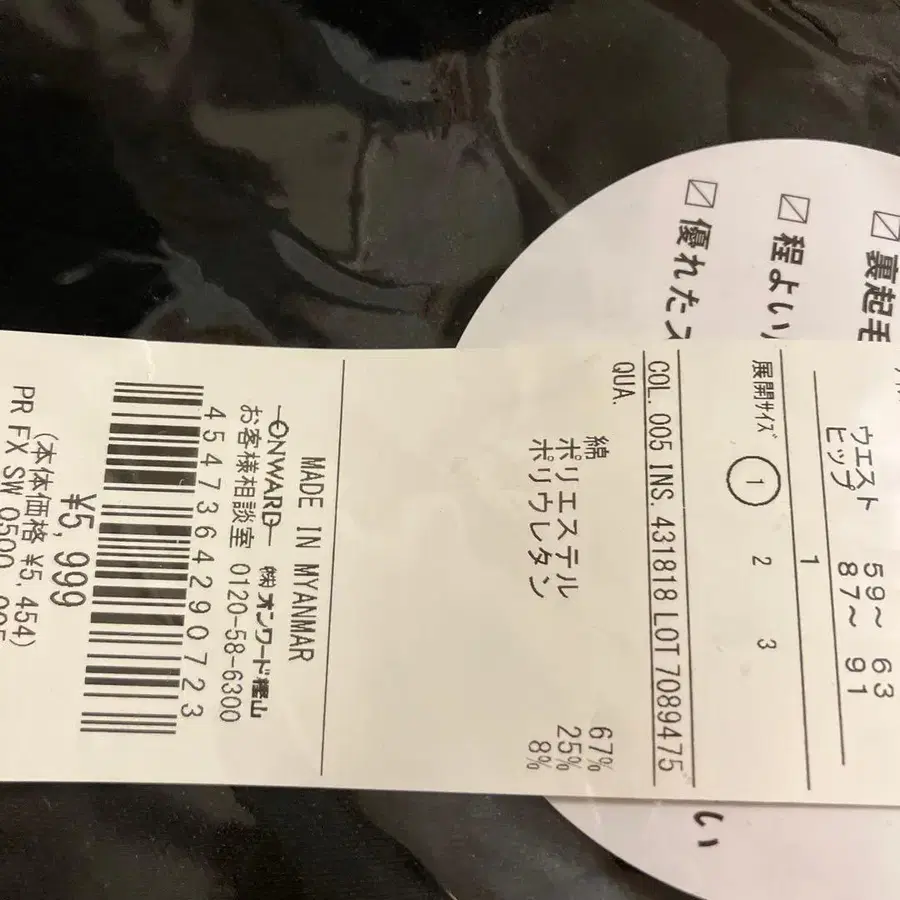 裏起毛
程よい
優れたス
い
ウエスト 59～ 63
ヒップ 87～ 91
1
展開サイズ 1 2 3
COL. 005 INS. 431818 LOT 7089475
QUA.
綿 67%
ポリエステル 25%
ポリウレタン 8%
MADE IN MYANMAR
ONWARD ㈱オンワード樫山
お客様相談室 0120-58-6300
4547364290723
¥5,999
(本体価格 ¥5,454)
PR FX SW 0500